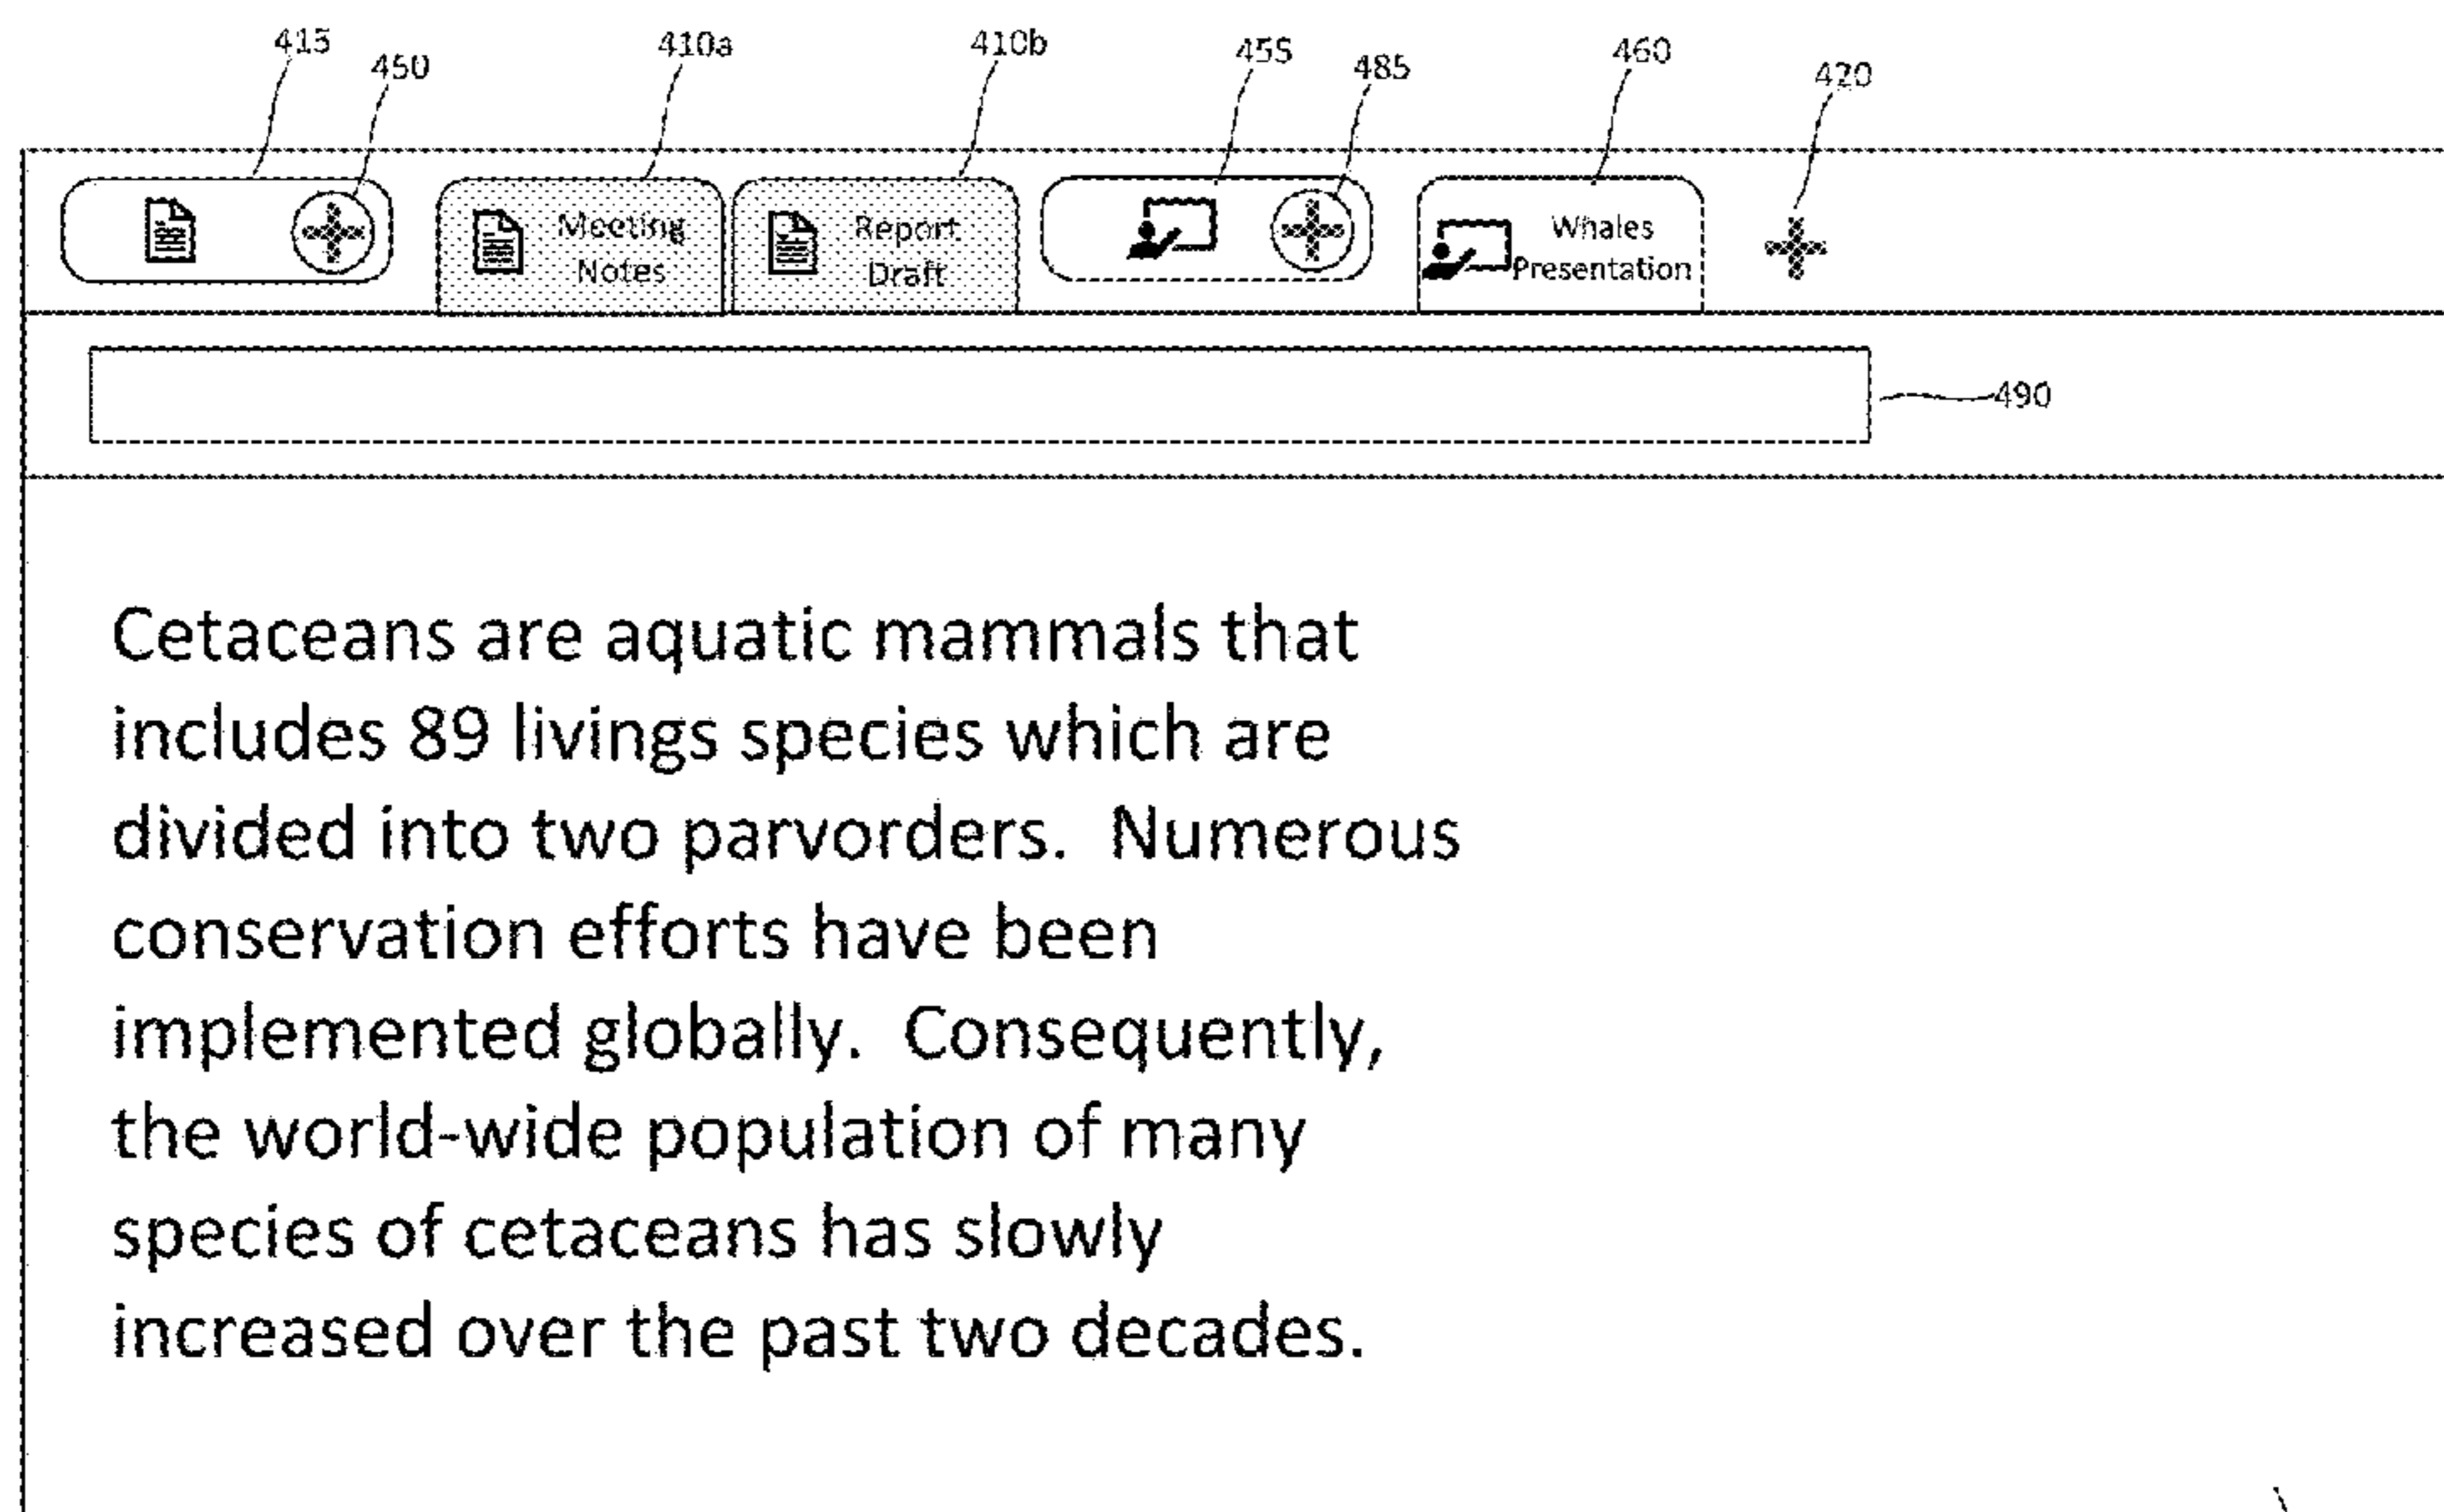 415
450
410a
410b
455
485
460
420
Meeting
Notes
Report
Draft
Whales
Presentation
490
Cetaceans are aquatic mammals that
includes 89 livings species which are
divided into two parvorders.  Numerous
conservation efforts have been
implemented globally.  Consequently,
the world-wide population of many
species of cetaceans has slowly
increased over the past two decades.